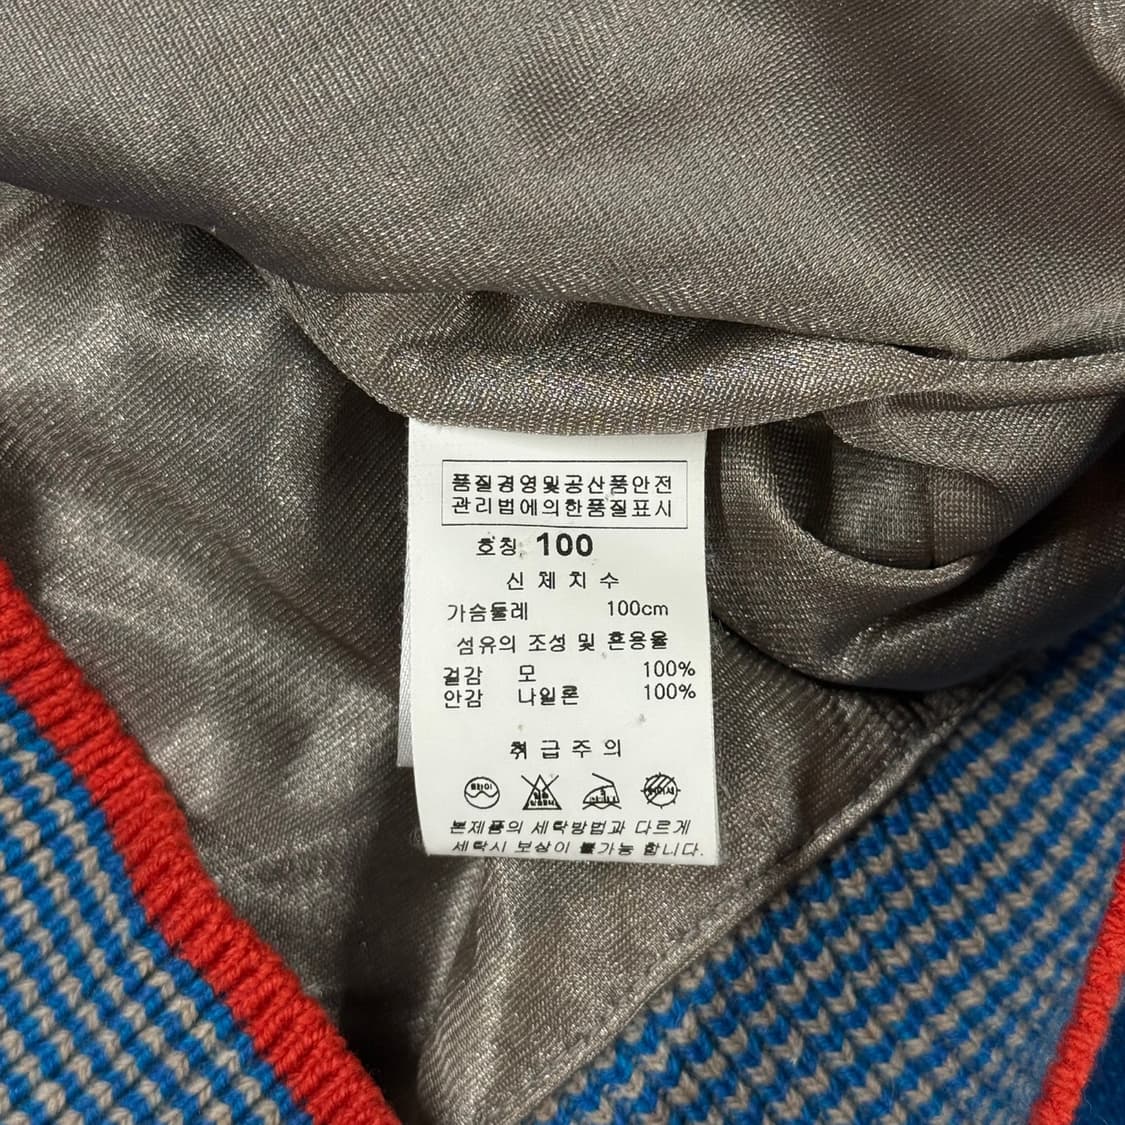 품질경영및공산품안전
관리법에의한품질표시
호칭. 100
신체치수
가슴둘레 100cm
섬유의 조성 및 혼용율
겉감 모 100%
안감 나일론 100%
취급주의
드라이
본제품의 세탁방법과 다르게
세탁시 보상이 불가능 합니다.